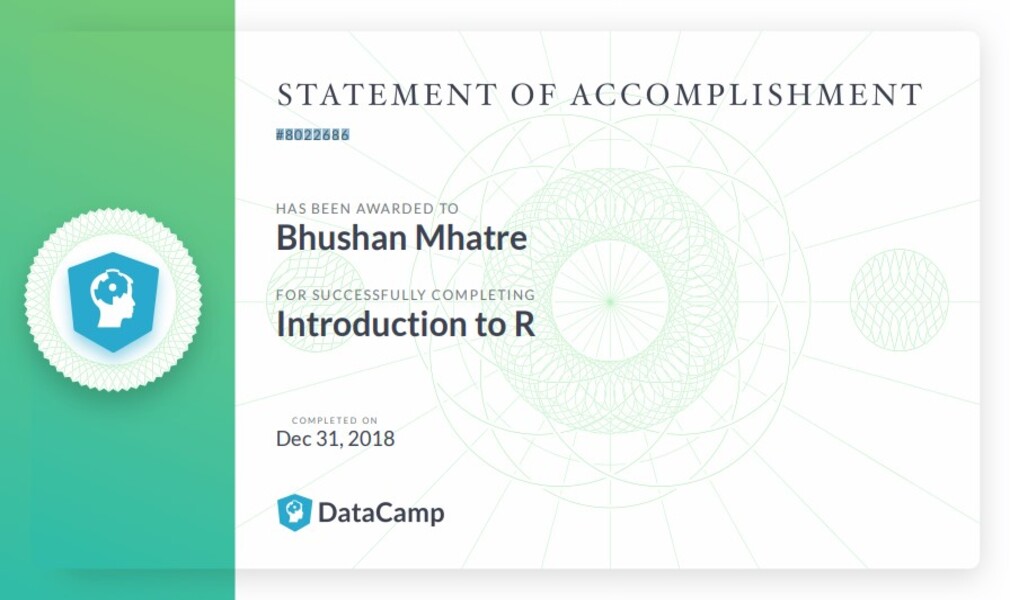 STATEMENT OF ACCOMPLISHMENT
#8022686
HAS BEEN AWARDED TO
Bhushan Mhatre
FOR SUCCESSFULLY COMPLETING
Introduction to R
COMPLETED ON
Dec 31, 2018
DataCamp